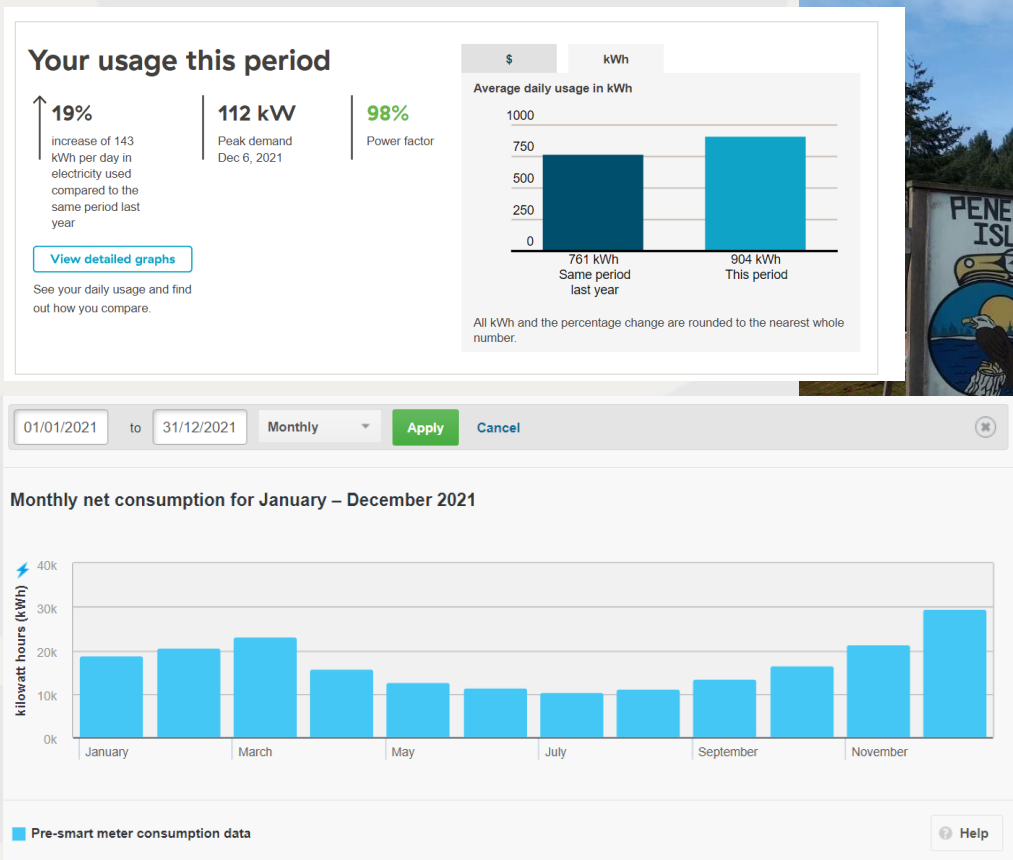 Your usage this period
19%
increase of 143
kWh per day in
electricity used
compared to the
same period last
year
112 kW
Peak demand
Dec 6, 2021
98%
Power factor
View detailed graphs
See your daily usage and find
out how you compare.
$
kWh
Average daily usage in kWh
1000
750
500
250
0
761 kWh
Same period
last year
904 kWh
This period
All kWh and the percentage change are rounded to the nearest whole
number.
PENE
ISL
01/01/2021 to 31/12/2021 Monthly Apply Cancel
Monthly net consumption for January – December 2021
kilowatt hours (kWh)
40k
30k
20k
10k
0k
January March May July September November
Pre-smart meter consumption data
Help